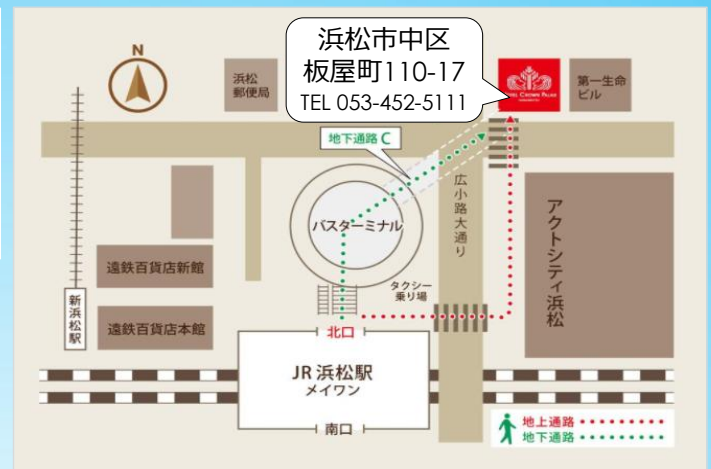 浜松市中区
板屋町110-17
TEL 053-452-5111
N
浜松
郵便局
第一生命
ビル
地下通路 C
バスターミナル
広小路大通り
アクトシティ浜松
遠鉄百貨店新館
遠鉄百貨店本館
新浜松駅
タクシー
乗り場
北口
JR 浜松駅
メイワン
南口
地上通路
地下通路